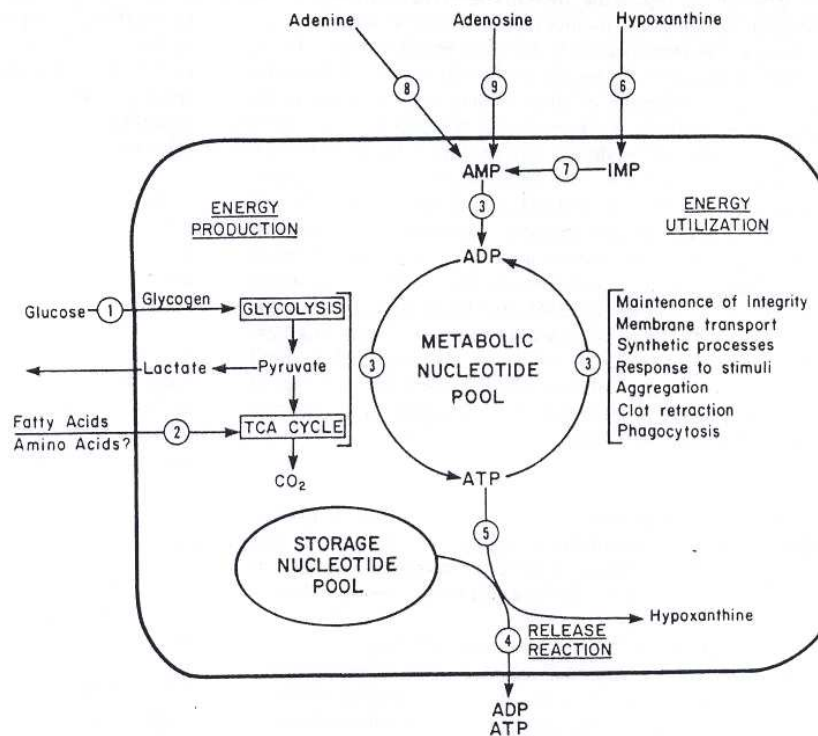 Adenine
Adenosine
Hypoxanthine
8
9
6
AMP
7
IMP
3
ENERGY
PRODUCTION
ENERGY
UTILIZATION
ADP
Glucose
1
Glycogen
GLYCOLYSIS
Lactate
Pyruvate
Fatty Acids
Amino Acids?
2
TCA CYCLE
CO₂
3
METABOLIC
NUCLEOTIDE
POOL
3
Maintenance of Integrity
Membrane transport
Synthetic processes
Response to stimuli
Aggregation
Clot retraction
Phagocytosis
ATP
5
STORAGE
NUCLEOTIDE
POOL
Hypoxanthine
4
RELEASE
REACTION
ADP
ATP